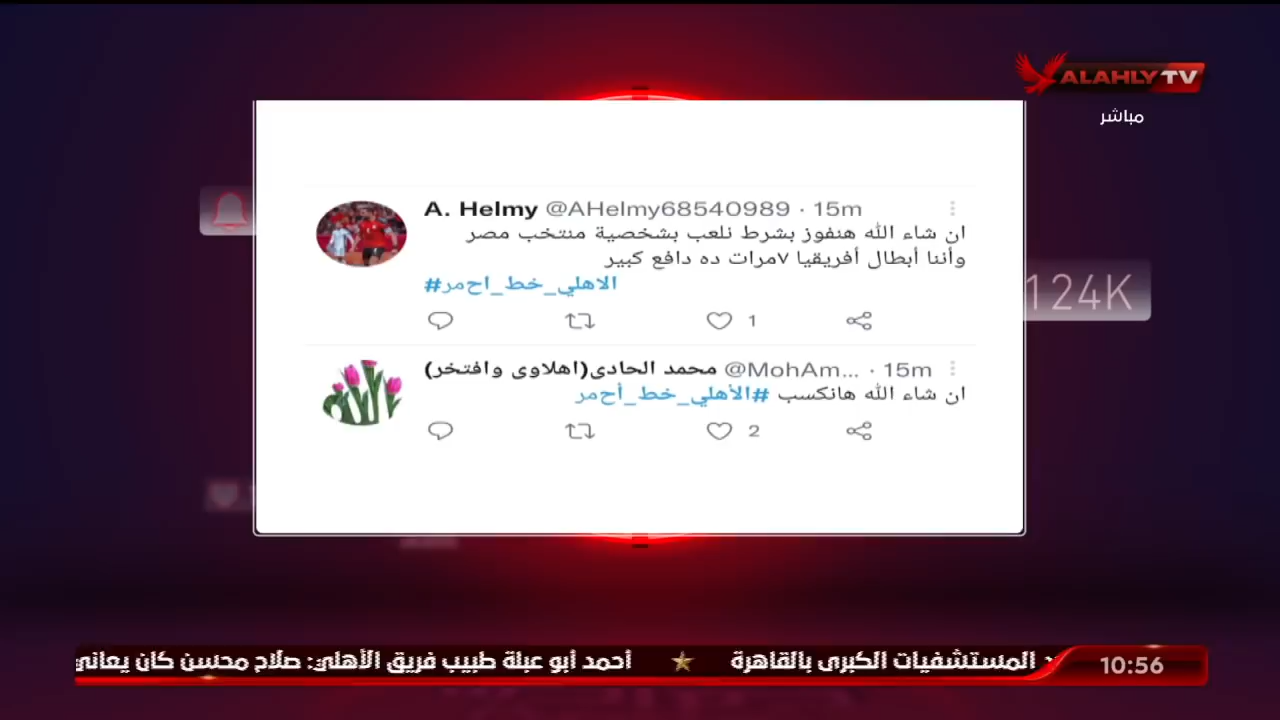 ALAHLY TV
مباشر
A. Helmy @AHelmy68540989 · 15m
ان شاء الله هنفوز بشرط نلعب بشخصية منتخب مصر
وأننا أبطال أفريقيا ٧مرات ده دافع كبير
#الاهلي_خط_احمر
1
124K
محمد الحادى(اهلاوى وافتخر) @MohAm... · 15m
ان شاء الله هانكسب #الأهلي_خط_أحمر
2
المستشفيات الكبرى بالقاهرة ★ أحمد أبو عبلة طبيب فريق الأهلي: صلاح محسن كان يعاني
10:56